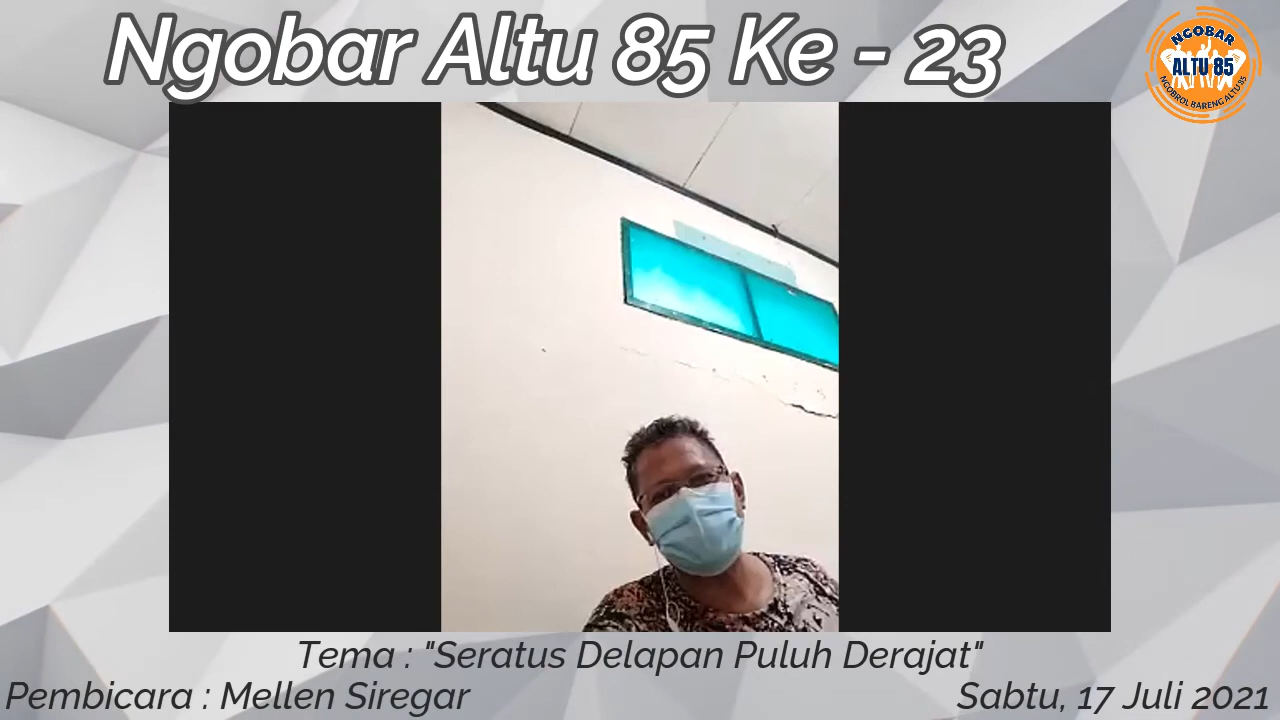 Ngobar Altu 85 Ke - 23
NGOBAR
ALTU 85
NGOBROL BARENG ALTU 85
Tema : "Seratus Delapan Puluh Derajat"
Pembicara : Mellen Siregar
Sabtu, 17 Juli 2021